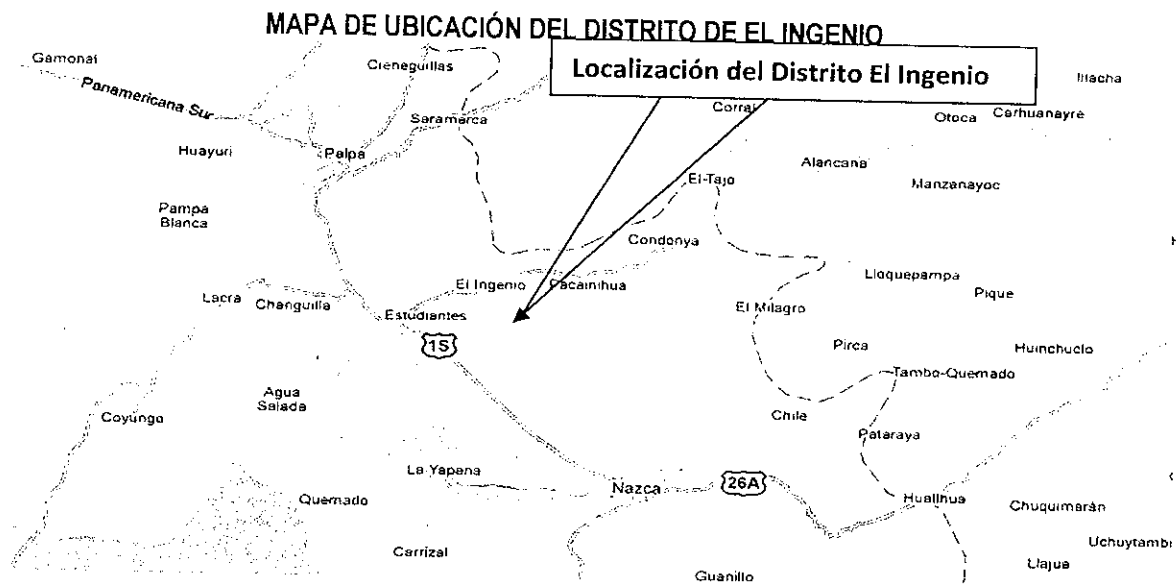 MAPA DE UBICACIÓN DEL DISTRITO DE EL INGENIO
Localización del Distrito El Ingenio
Gamonal
Cieneguillas
Panamericana Sur
Saramarca
Corral
Otoca
Carhuanayre
Huayuri
Palpa
Alancana
El-Tajo
Manzanayoc
Pampa
Blanca
Condonya
Lloquepampa
Pique
El Ingenio
Lacra
Changuilla
Estudiantes
El Milagro
1S
Pirca
Huinchuclo
Tambo-Quemado
Agua
Salada
Coyungo
Chile
Pataraya
La Yapana
Nazca
26A
Quemado
Huallhua
Chuquimarán
Carrizal
Uchuytambi
Llajua
Guanillo